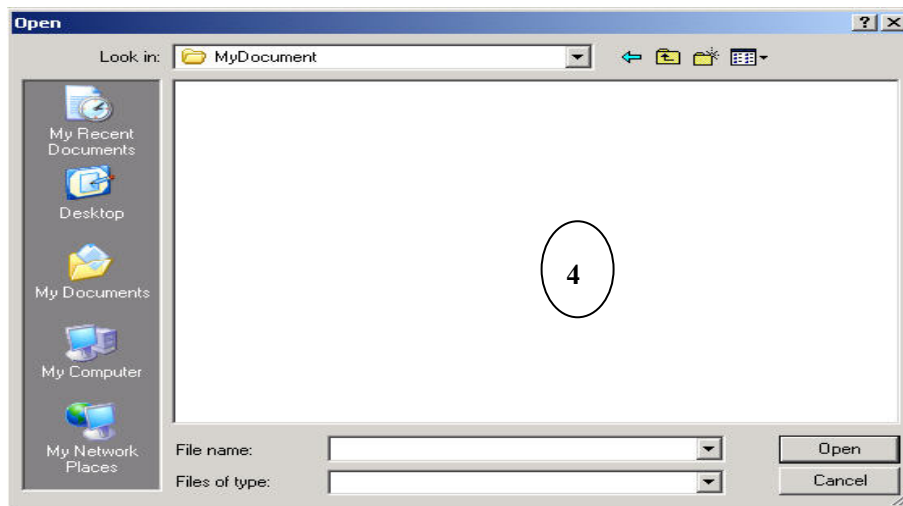 Open
Look in: MyDocument
My Recent
Documents
Desktop
My Documents
My Computer
My Network
Places
4
File name:
Open
Files of type:
Cancel